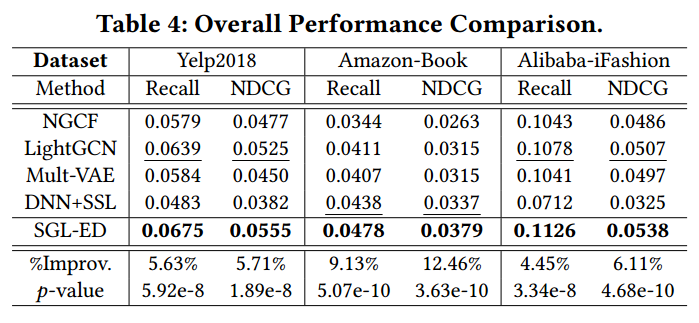 Table 4: Overall Performance Comparison.
Dataset Yelp2018 Amazon-Book Alibaba-iFashion
Method Recall NDCG Recall NDCG Recall NDCG
NGCF 0.0579 0.0477 0.0344 0.0263 0.1043 0.0486
LightGCN 0.0639 0.0525 0.0411 0.0315 0.1078 0.0507
Mult-VAE 0.0584 0.0450 0.0407 0.0315 0.1041 0.0497
DNN+SSL 0.0483 0.0382 0.0438 0.0337 0.0712 0.0325
SGL-ED 0.0675 0.0555 0.0478 0.0379 0.1126 0.0538
%Improv. 5.63% 5.71% 9.13% 12.46% 4.45% 6.11%
p-value 5.92e-8 1.89e-8 5.07e-10 3.63e-10 3.34e-8 4.68e-10